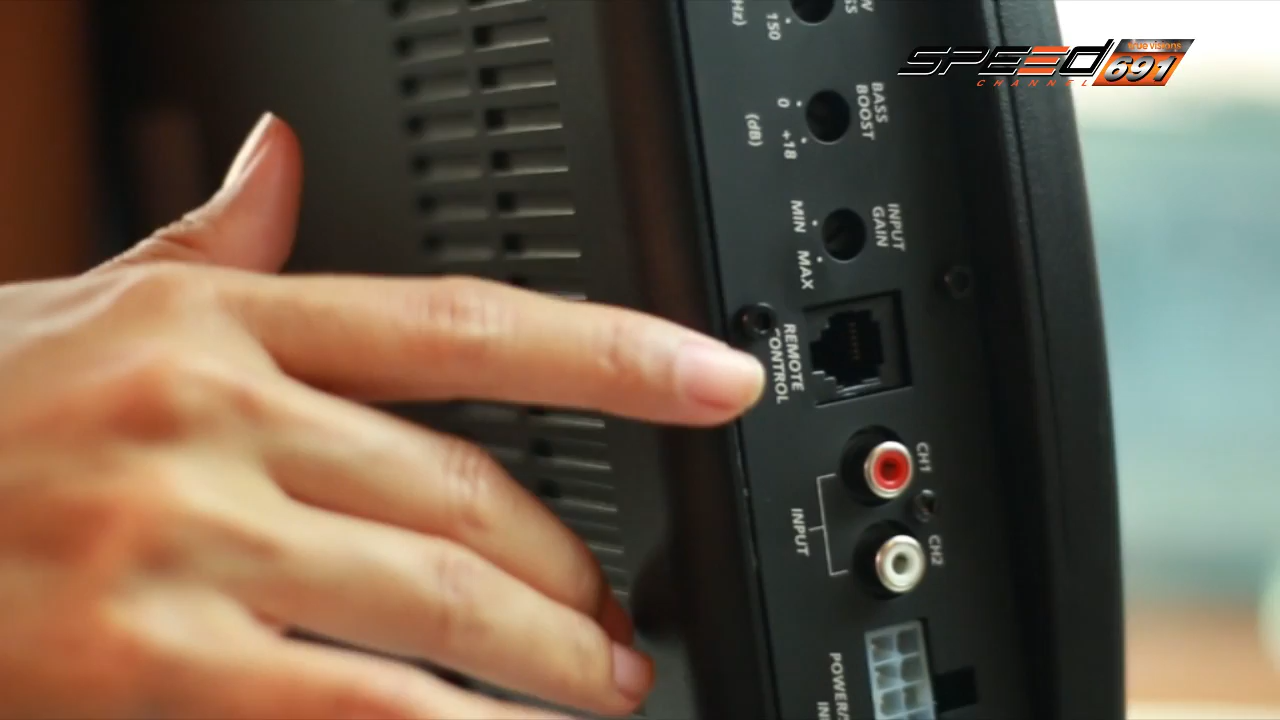 SPEED
CHANNEL
true visions
691
150
BASS
BOOST
0
+18
(dB)
INPUT
GAIN
MIN
MAX
REMOTE
CONTROL
CH1
CH2
INPUT